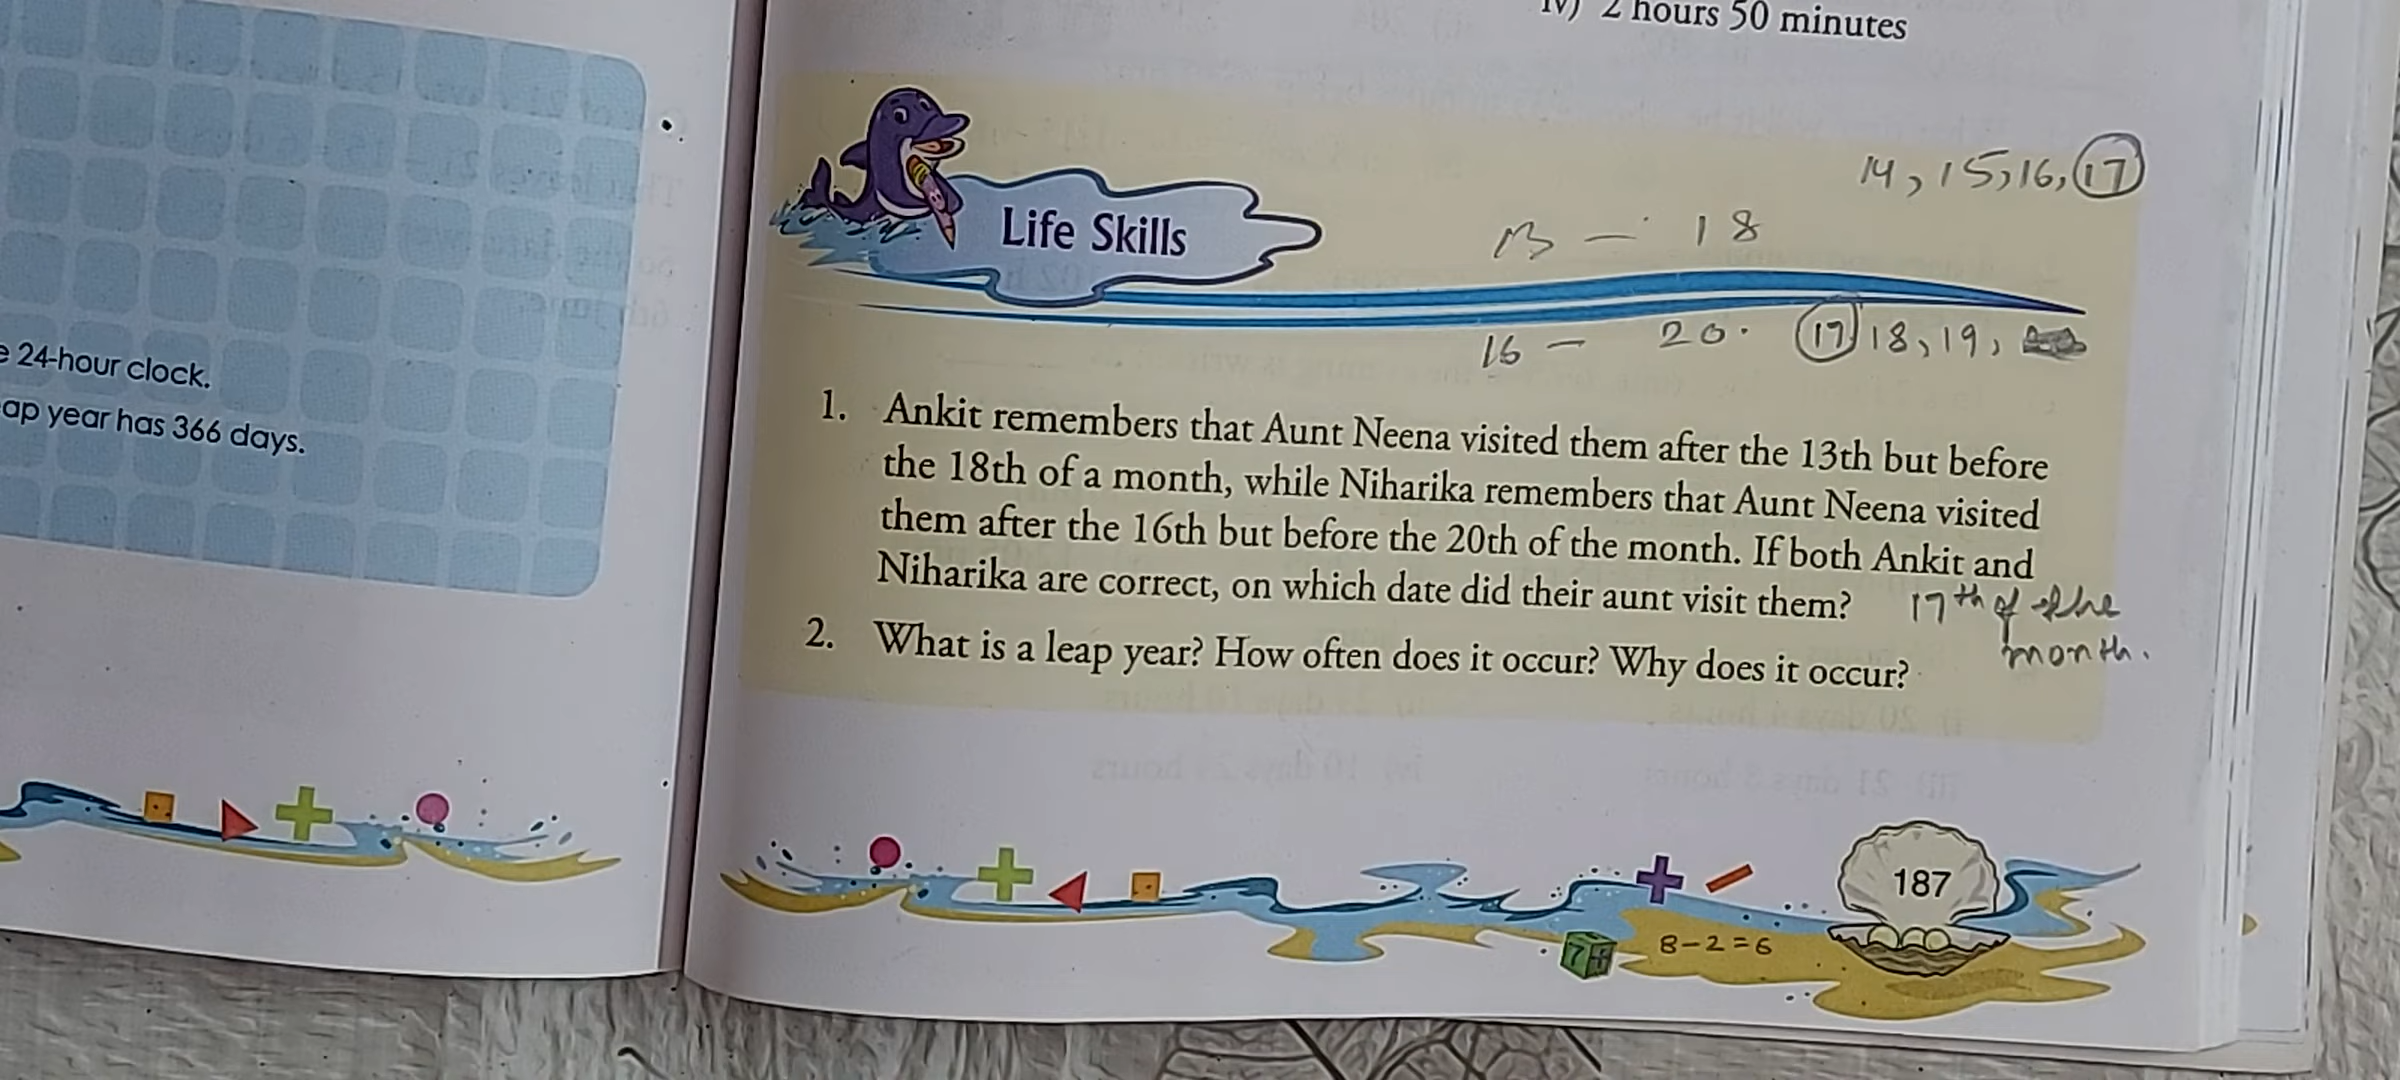 e 24-hour clock.
ap year has 366 days.
iv) 2 hours 50 minutes
Life Skills
14, 15, 16, 17
13 - 18
16 - 20. 17 18, 19,
1. Ankit remembers that Aunt Neena visited them after the 13th but before
the 18th of a month, while Niharika remembers that Aunt Neena visited
them after the 16th but before the 20th of the month. If both Ankit and
Niharika are correct, on which date did their aunt visit them? 17th of the
month.
2. What is a leap year? How often does it occur? Why does it occur?
8-2=6
187